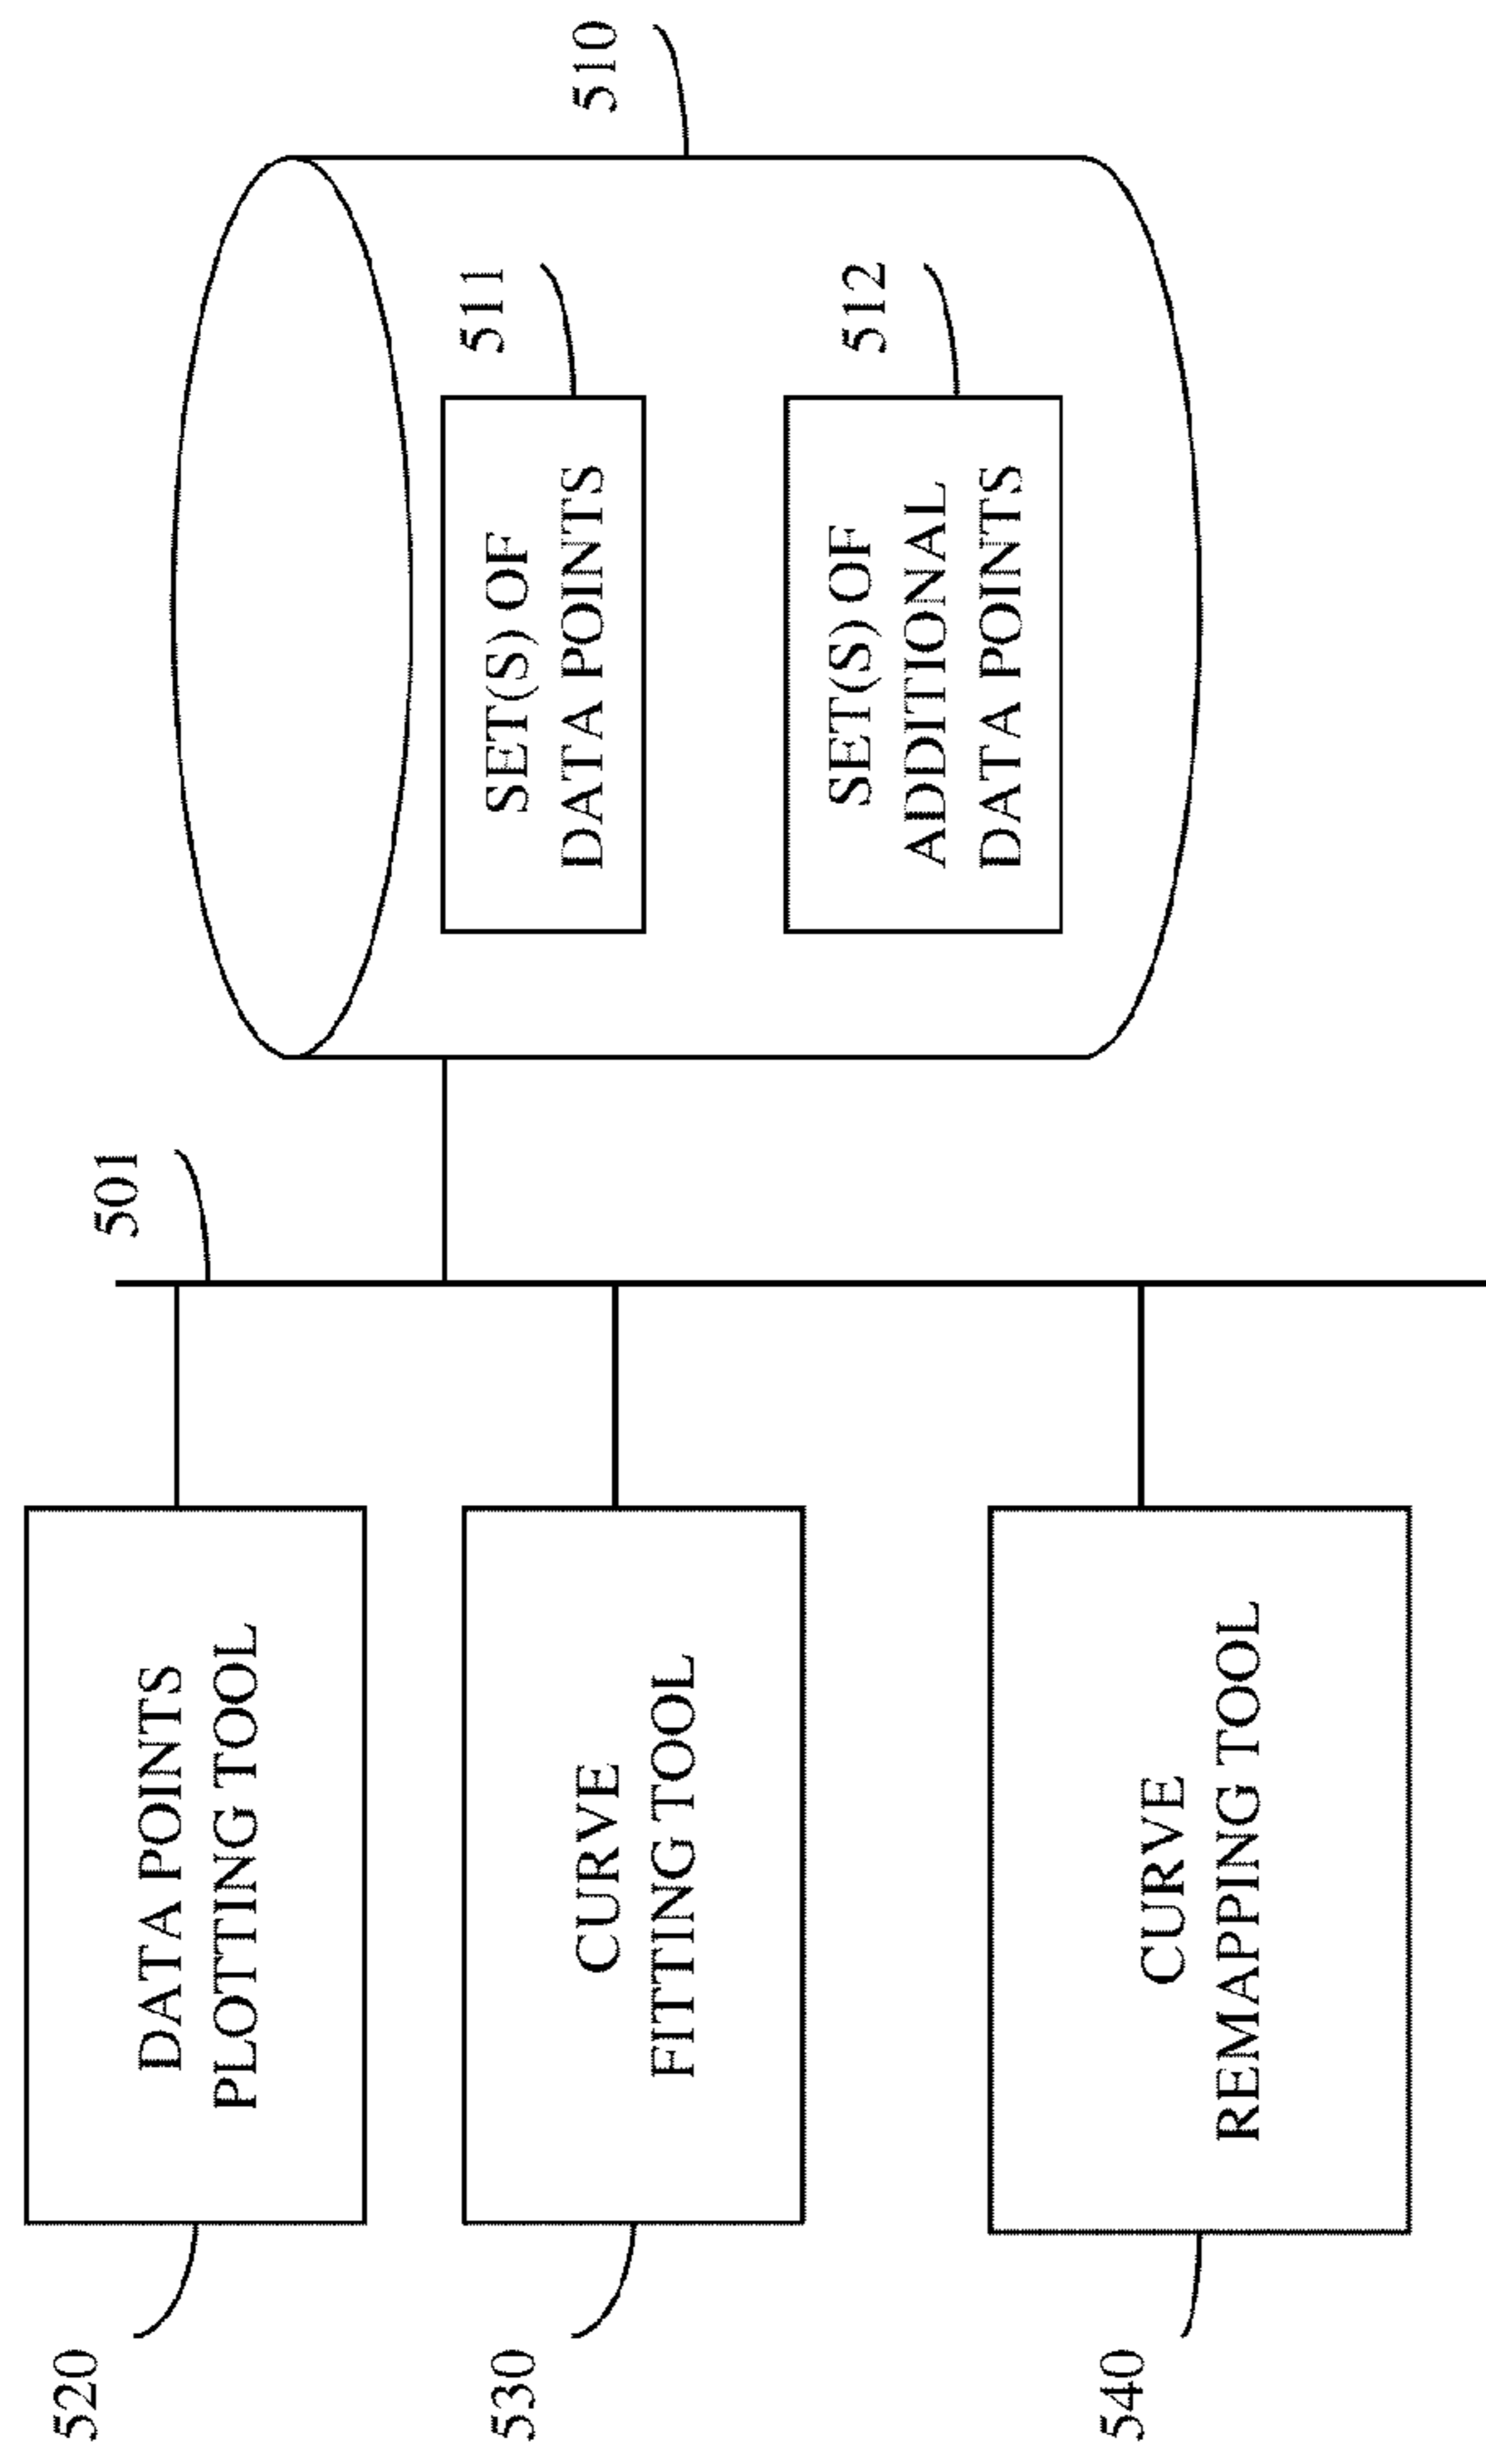 520
DATA POINTS
PLOTTING TOOL
501
510
530
CURVE
FITTING TOOL
SET(S) OF
DATA POINTS
511
540
CURVE
REMAPPING TOOL
SET(S) OF
ADDITIONAL
DATA POINTS
512